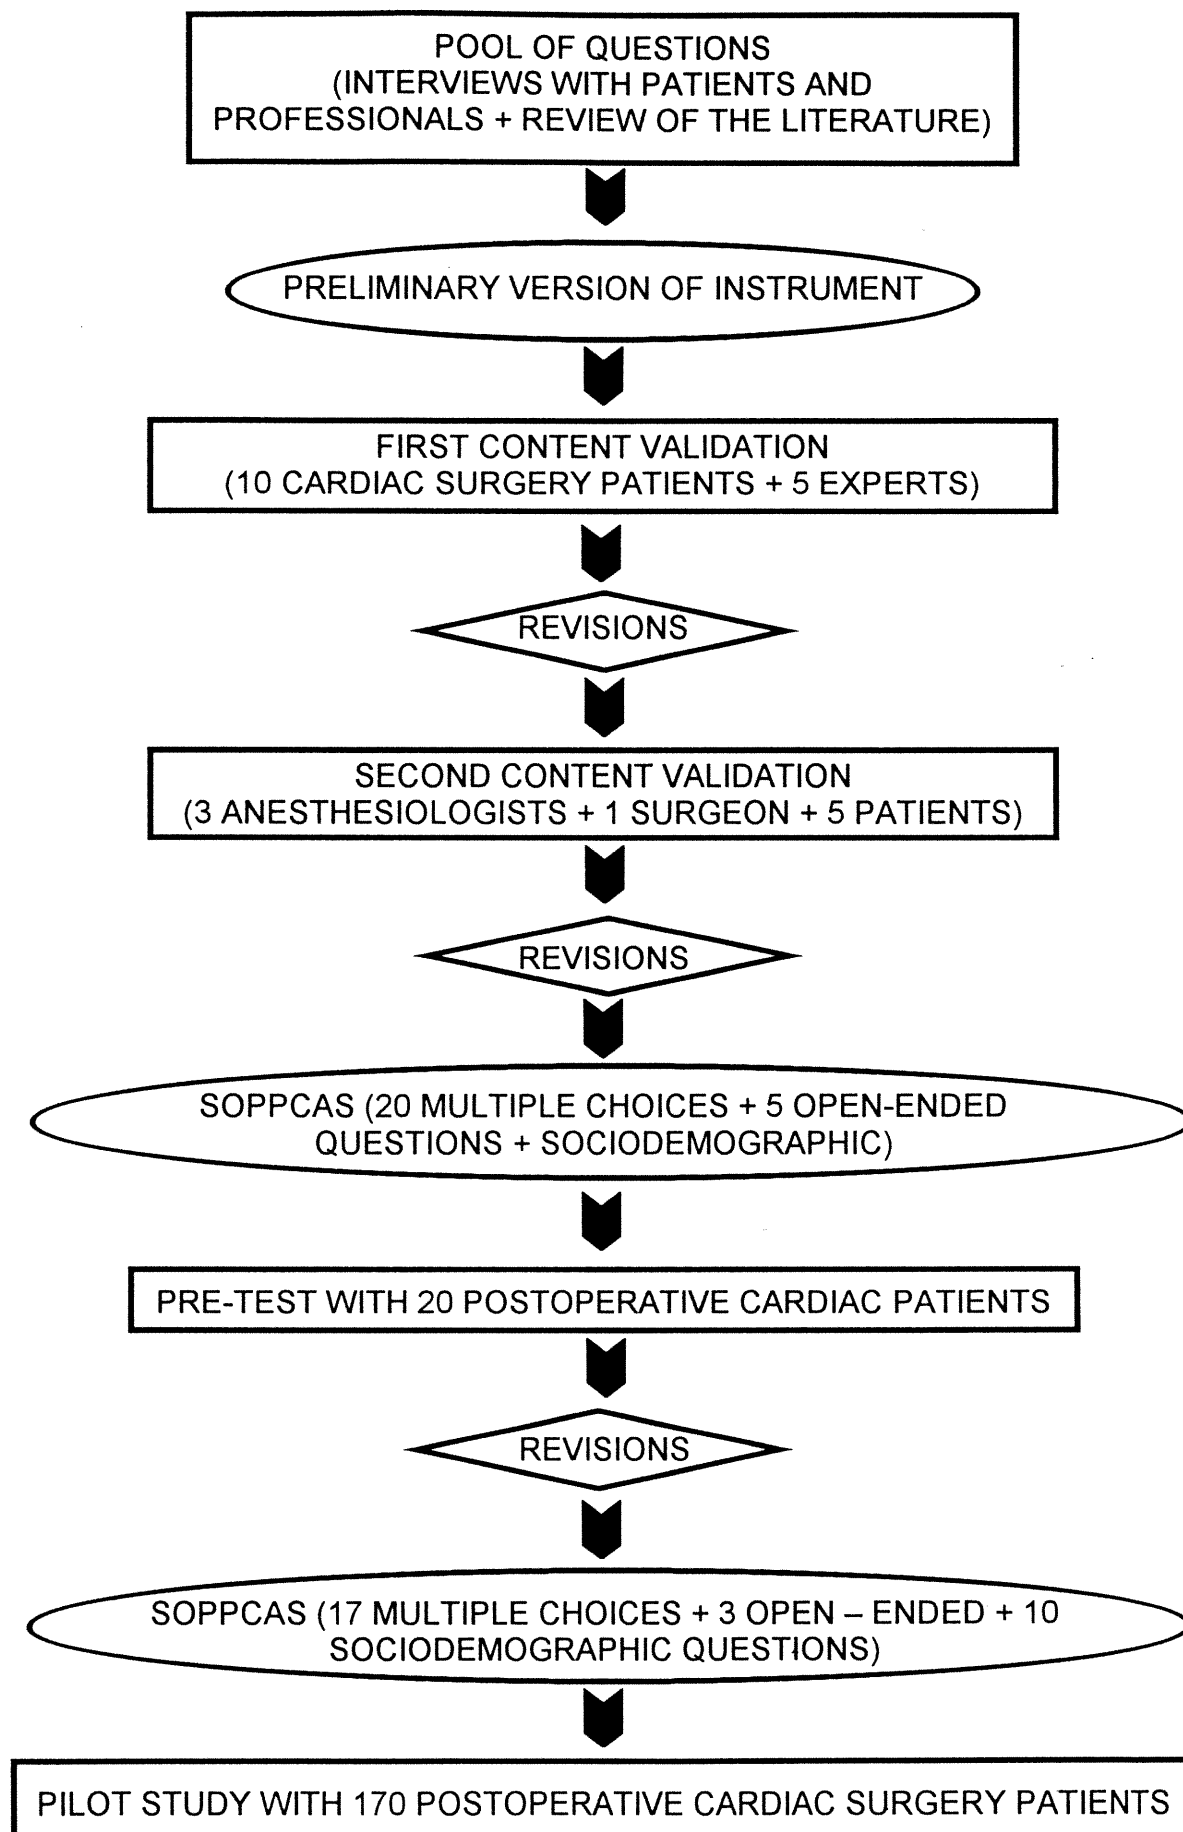 POOL OF QUESTIONS
(INTERVIEWS WITH PATIENTS AND
PROFESSIONALS + REVIEW OF THE LITERATURE)
PRELIMINARY VERSION OF INSTRUMENT
FIRST CONTENT VALIDATION
(10 CARDIAC SURGERY PATIENTS + 5 EXPERTS)
REVISIONS
SECOND CONTENT VALIDATION
(3 ANESTHESIOLOGISTS + 1 SURGEON + 5 PATIENTS)
REVISIONS
SOPPCAS (20 MULTIPLE CHOICES + 5 OPEN-ENDED
QUESTIONS + SOCIODEMOGRAPHIC)
PRE-TEST WITH 20 POSTOPERATIVE CARDIAC PATIENTS
REVISIONS
SOPPCAS (17 MULTIPLE CHOICES + 3 OPEN – ENDED + 10
SOCIODEMOGRAPHIC QUESTIONS)
PILOT STUDY WITH 170 POSTOPERATIVE CARDIAC SURGERY PATIENTS